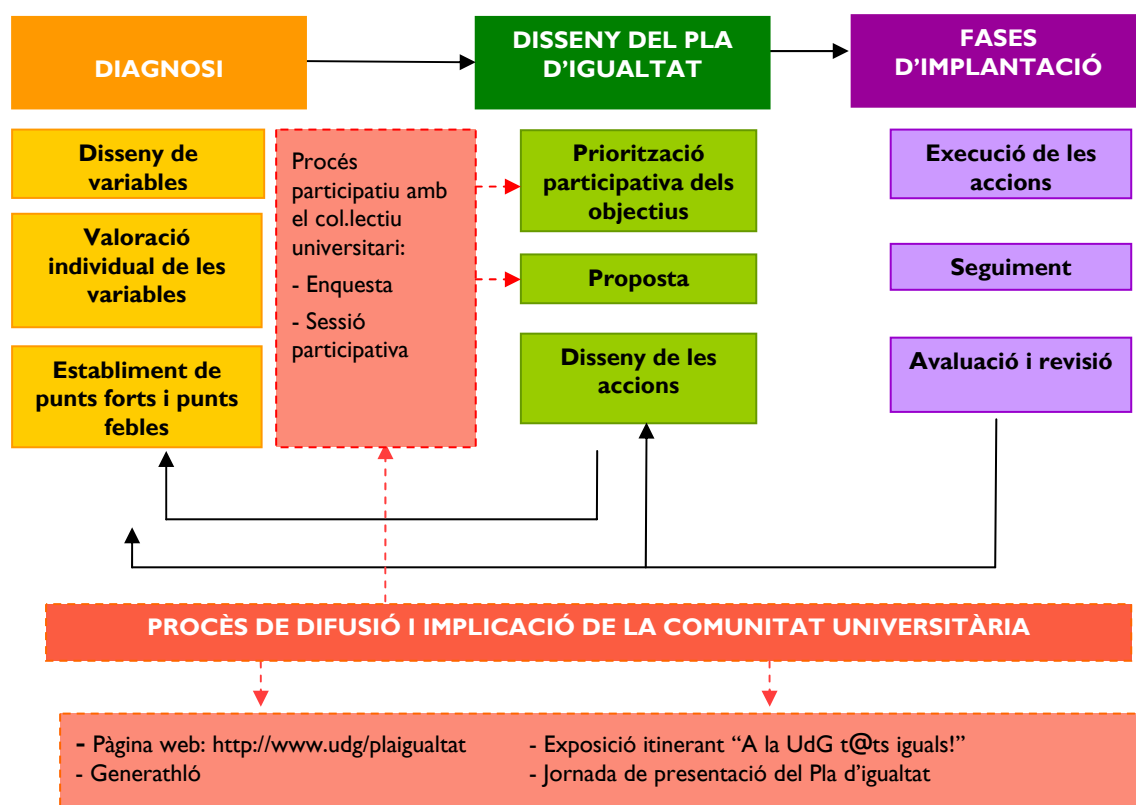 DIAGNOSI
DISSENY DEL PLA
D'IGUALTAT
FASES
D'IMPLANTACIÓ
Disseny de
variables
Valoració
individual de les
variables
Establiment de
punts forts i punts
febles
Procés
participatiu amb
el col.lectiu
universitari:
- Enquesta
- Sessió
participativa
Priorització
participativa dels
objectius
Proposta
Disseny de les
accions
Execució de les
accions
Seguiment
Avaluació i revisió
PROCÈS DE DIFUSIÓ I IMPLICACIÓ DE LA COMUNITAT UNIVERSITÀRIA
- Pàgina web: http://www.udg/plaigualtat
- Generathló
- Exposició itinerant “A la UdG t@ts iguals!”
- Jornada de presentació del Pla d'igualtat